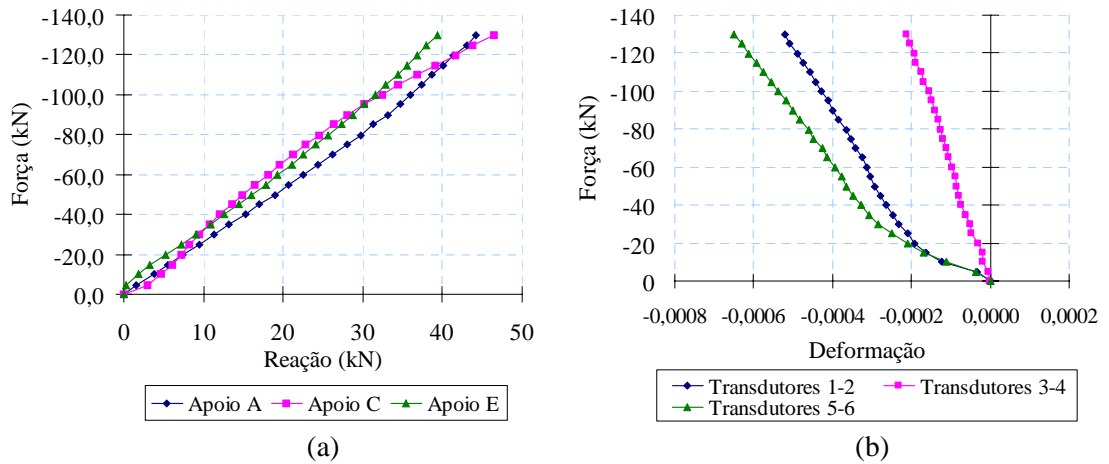 -140,0
-120,0
-100,0
-80,0
-60,0
-40,0
-20,0
0,0
Força (kN)
0 10 20 30 40 50
Reação (kN)
Apoio A Apoio C Apoio E
(a)
-140
-120
-100
-80
-60
-40
-20
0
Força (kN)
-0,0008 -0,0006 -0,0004 -0,0002 0,0000 0,0002
Deformação
Transdutores 1-2 Transdutores 3-4
Transdutores 5-6
(b)